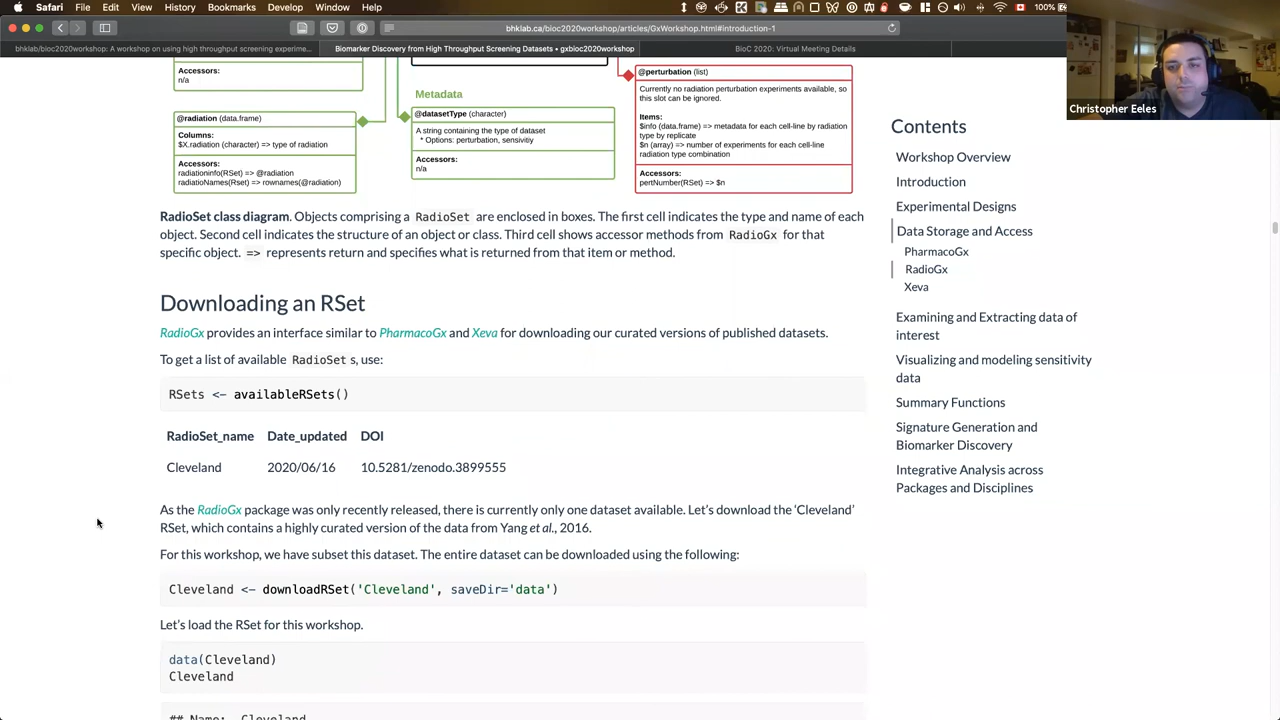 Safari File Edit View History Bookmarks Window Help
100%
bhklab.ca/bioc2020workshop/articles/GxWorkshop.html#introduction-1
bhklab/bioc2020workshop: A workshop on using high throughput screening experime...
Biomarker Discovery from High Throughput Screening Datasets • gxbioc2020workshop
BioC 2020: Virtual Meeting Details
Christopher Eeles
Accessors:
n/a
@radiation (data.frame)
Columns:
$X.radiation (character) => type of radiation
Accessors:
radiationinfo(RSet) => @radiation
radiatioNames(Rset) => rownames(@radiation)
Metadata
@datasetType (character)
A string containing the type of dataset
* Options: perturbation, sensitivity
Accessors:
n/a
@perturbation (list)
Currently no radiation perturbation experiments available, so
this slot can be ignored.
Items:
$info (data.frame) => metadata for each cell-line by radiation
type by replicate
$n (array) => number of experiments for each cell-line
radiation type combination
Accessors:
pertNumber(RSet) => $n
RadioSet class diagram. Objects comprising a RadioSet are enclosed in boxes. The first cell indicates the type and name of each
object. Second cell indicates the structure of an object or class. Third cell shows accessor methods from RadioGx for that
specific object. => represents return and specifies what is returned from that item or method.
Downloading an RSet
RadioGx provides an interface similar to PharmacoGx and Xeva for downloading our curated versions of published datasets.
To get a list of available RadioSet s, use:
RSets <- availableRSets()
RadioSet_name Date_updated DOI
Cleveland 2020/06/16 10.5281/zenodo.3899555
As the RadioGx package was only recently released, there is currently only one dataset available. Let's download the 'Cleveland'
RSet, which contains a highly curated version of the data from Yang et al., 2016.
For this workshop, we have subset this dataset. The entire dataset can be downloaded using the following:
Cleveland <- downloadRSet('Cleveland', saveDir='data')
Let's load the RSet for this workshop.
data(Cleveland)
Cleveland
## Name: Cleveland
Contents
Workshop Overview
Introduction
Experimental Designs
Data Storage and Access
PharmacoGx
RadioGx
Xeva
Examining and Extracting data of
interest
Visualizing and modeling sensitivity
data
Summary Functions
Signature Generation and
Biomarker Discovery
Integrative Analysis across
Packages and Disciplines